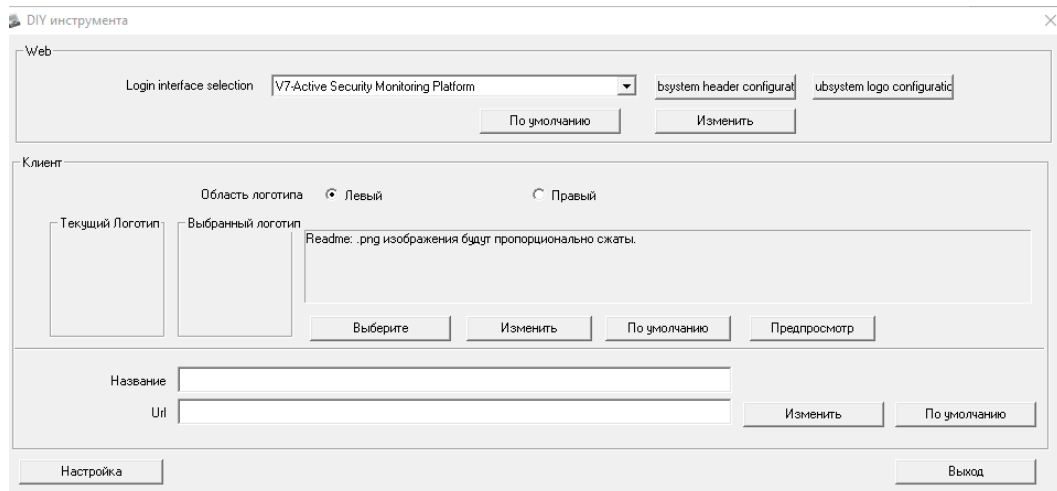 DIY инструмента
Web
Login interface selection
V7-Active Security Monitoring Platform
bsystem header configurat
ubsystem logo configuratic
По умолчанию
Изменить
Клиент
Область логотипа
Левый
Правый
Текущий Логотип
Выбранный логотип
Readme: .png изображения будут пропорционально сжаты.
Выберите
Изменить
По умолчанию
Предпросмотр
Название
Url
Изменить
По умолчанию
Настройка
Выход